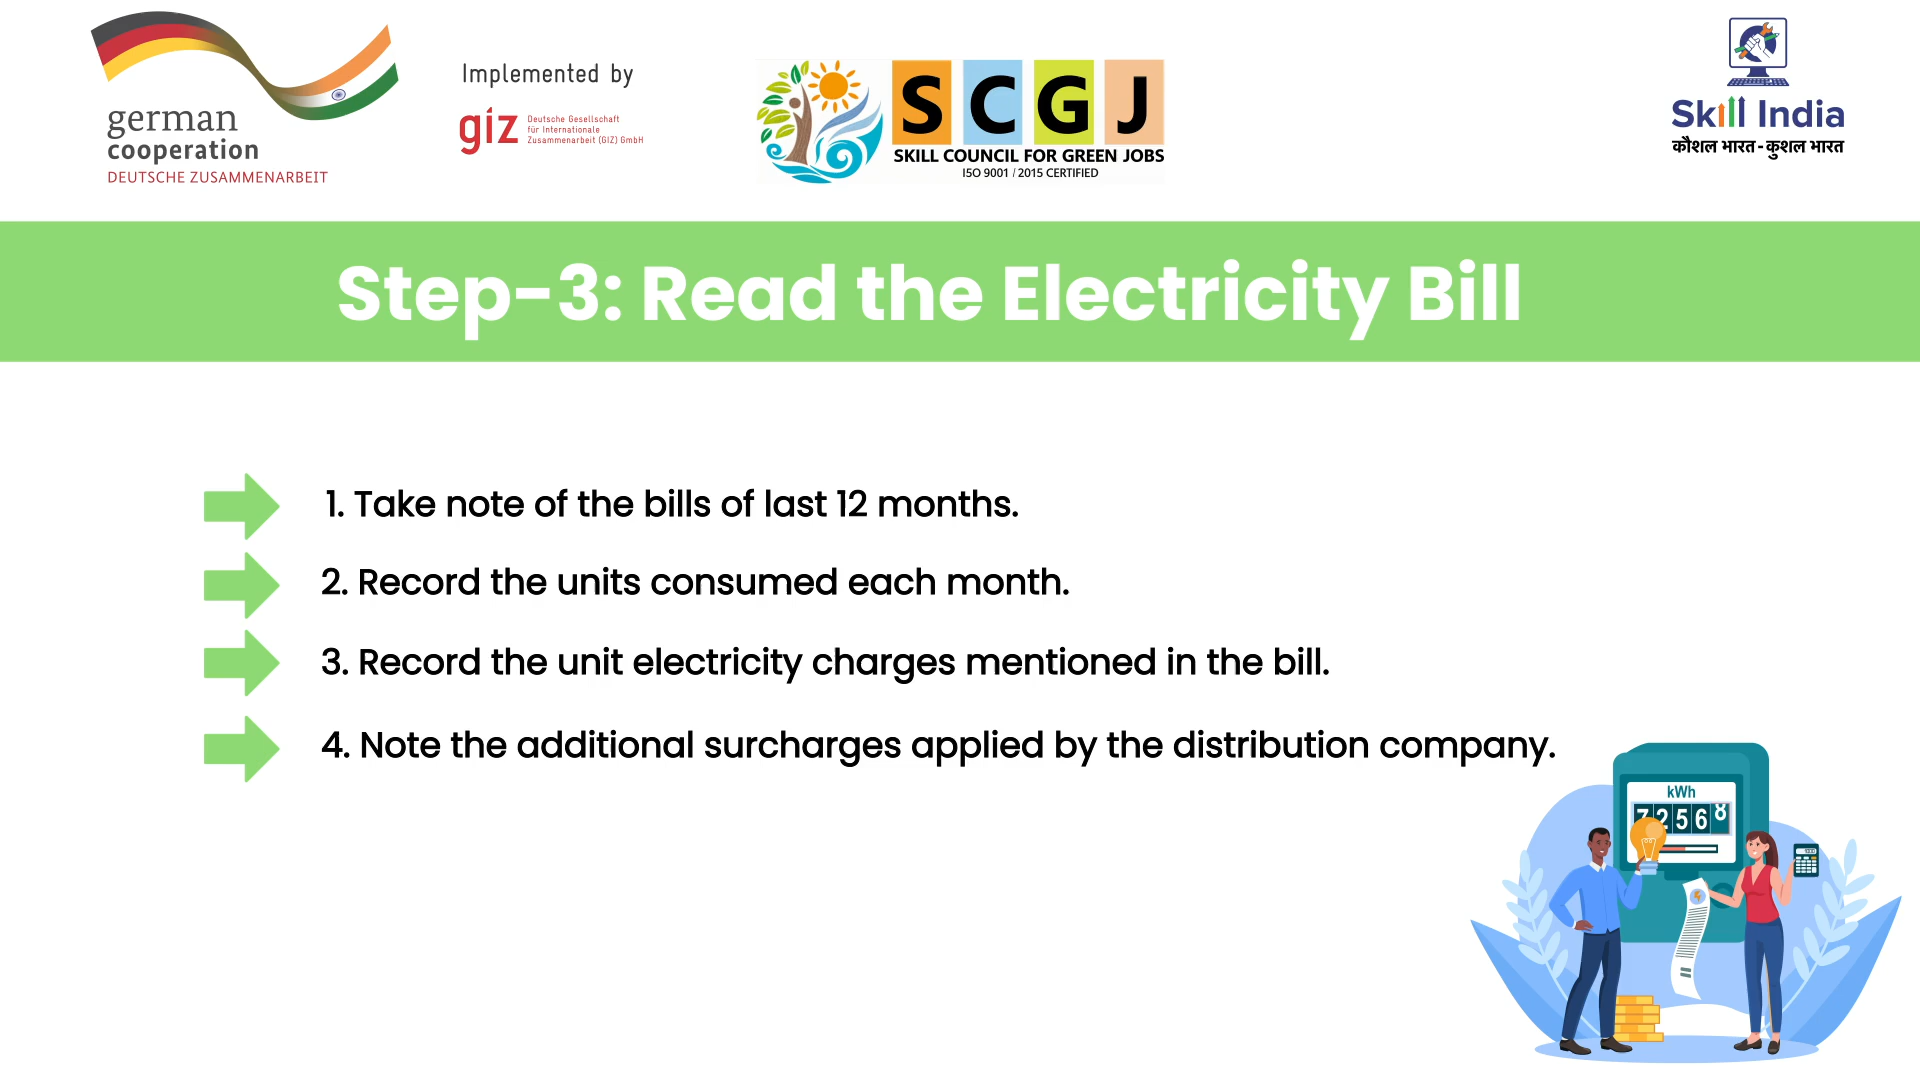 german
cooperation
DEUTSCHE ZUSAMMENARBEIT
Implemented by
giz
Deutsche Gesellschaft
für Internationale
Zusammenarbeit (GIZ) GmbH
SCGJ
SKILL COUNCIL FOR GREEN JOBS
ISO 9001 / 2015 CERTIFIED
Skill India
कौशल भारत - कुशल भारत
Step-3: Read the Electricity Bill
1. Take note of the bills of last 12 months.
2. Record the units consumed each month.
3. Record the unit electricity charges mentioned in the bill.
4. Note the additional surcharges applied by the distribution company.
kWh
72568